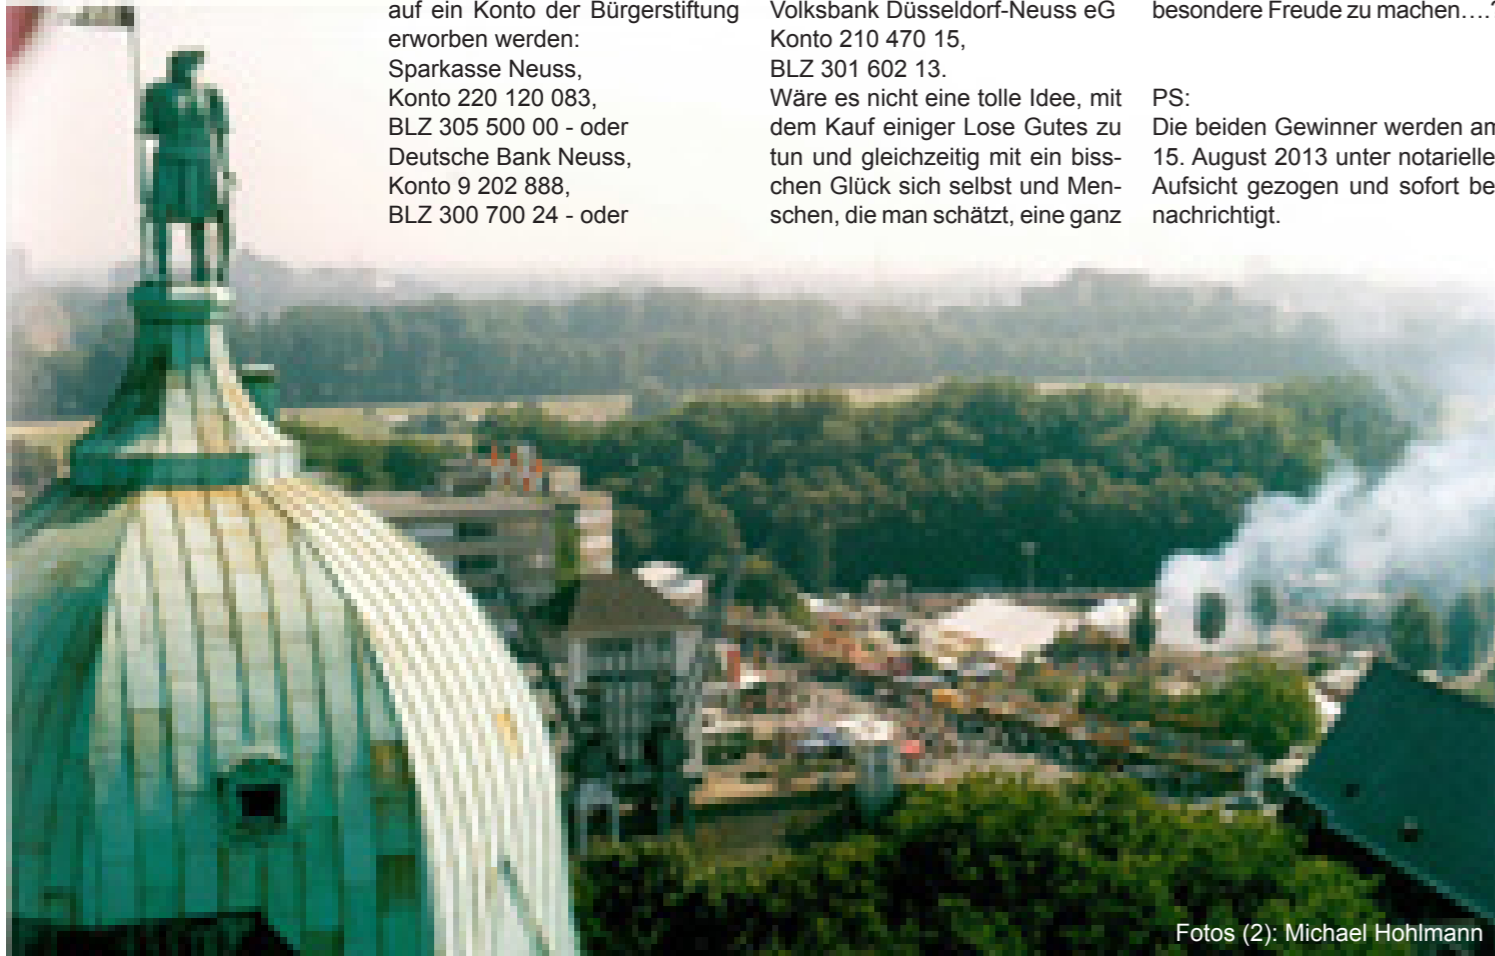 auf ein Konto der Bürgerstiftung
erworben werden:
Sparkasse Neuss,
Konto 220 120 083,
BLZ 305 500 00 - oder
Deutsche Bank Neuss,
Konto 9 202 888,
BLZ 300 700 24 - oder
Volksbank Düsseldorf-Neuss eG
Konto 210 470 15,
BLZ 301 602 13.
Wäre es nicht eine tolle Idee, mit
dem Kauf einiger Lose Gutes zu
tun und gleichzeitig mit ein biss-
chen Glück sich selbst und Men-
schen, die man schätzt, eine ganz
besondere Freude zu machen….?
PS:
Die beiden Gewinner werden am
15. August 2013 unter notarielle
Aufsicht gezogen und sofort be
nachrichtigt.
Fotos (2): Michael Hohlmann